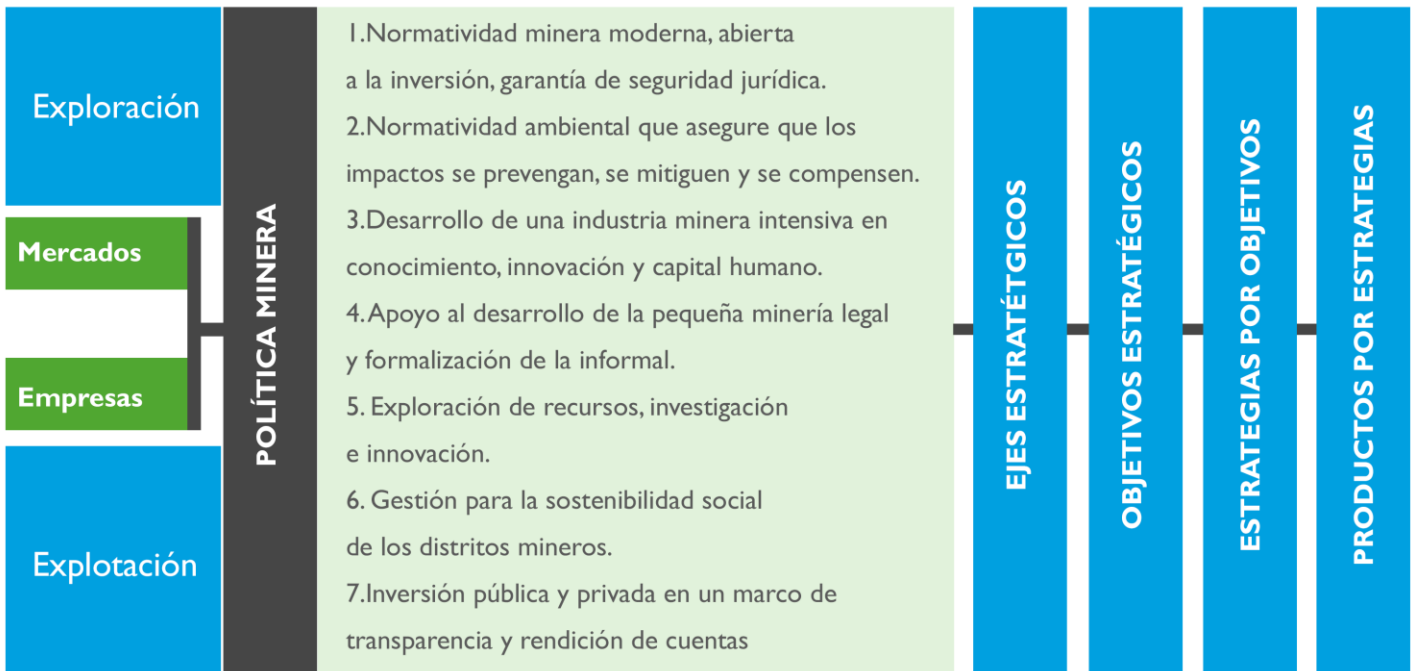 Exploración
Mercados
Empresas
Explotación
POLÍTICA MINERA
1.Normatividad minera moderna, abierta
a la inversión, garantía de seguridad jurídica.
2.Normatividad ambiental que asegure que los
impactos se prevengan, se mitiguen y se compensen.
3.Desarrollo de una industria minera intensiva en
conocimiento, innovación y capital humano.
4. Apoyo al desarrollo de la pequeña minería legal
y formalización de la informal.
5. Exploración de recursos, investigación
e innovación.
6. Gestión para la sostenibilidad social
de los distritos mineros.
7.Inversión pública y privada en un marco de
transparencia y rendición de cuentas
EJES ESTRATÉTGICOS
OBJETIVOS ESTRATÉGICOS
ESTRATEGIAS POR OBJETIVOS
PRODUCTOS POR ESTRATEGIAS